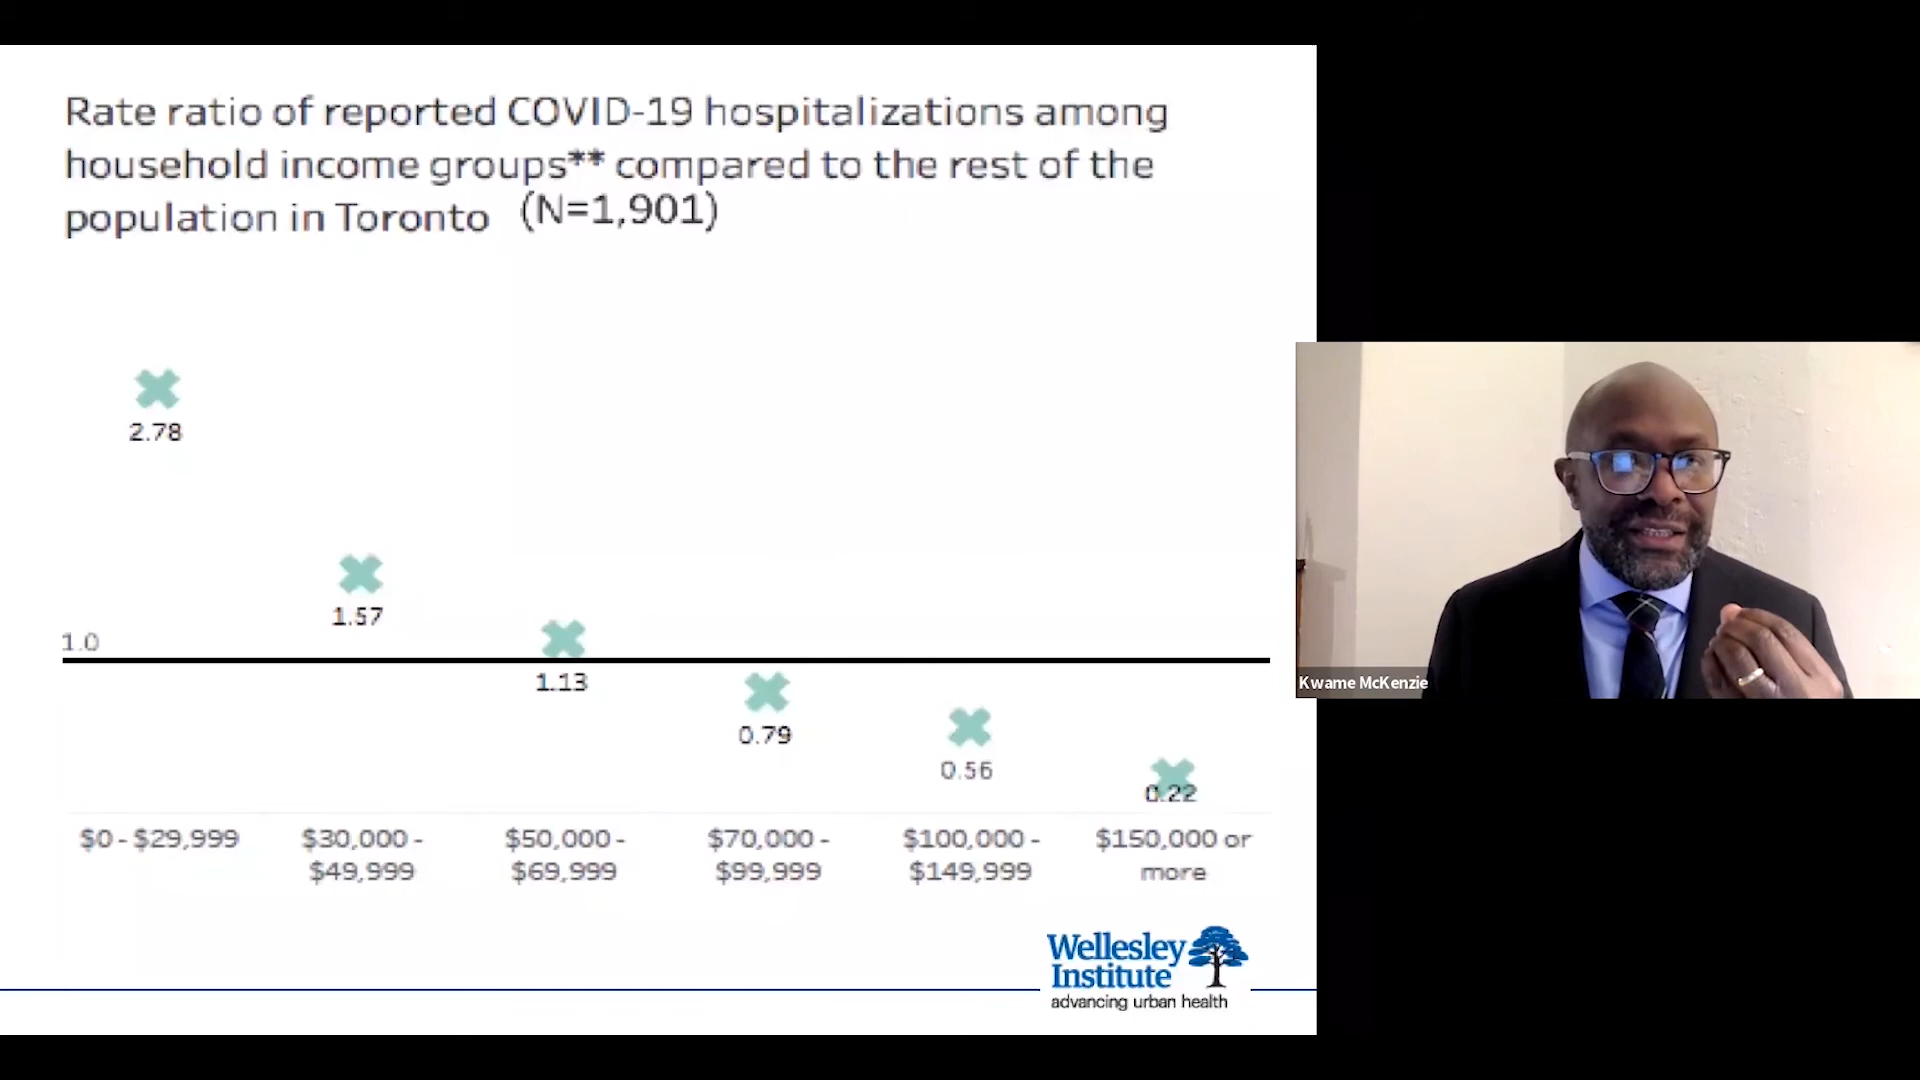 Rate ratio of reported COVID-19 hospitalizations among
household income groups** compared to the rest of the
population in Toronto (N=1,901)
2.78
1.57
1.0
1.13
0.79
0.56
0.22
$0 - $29,999
$30,000 -
$49,999
$50,000 -
$69,999
$70,000 -
$99,999
$100,000 -
$149,999
$150,000 or
more
Wellesley
Institute
advancing urban health
Kwame McKenzie